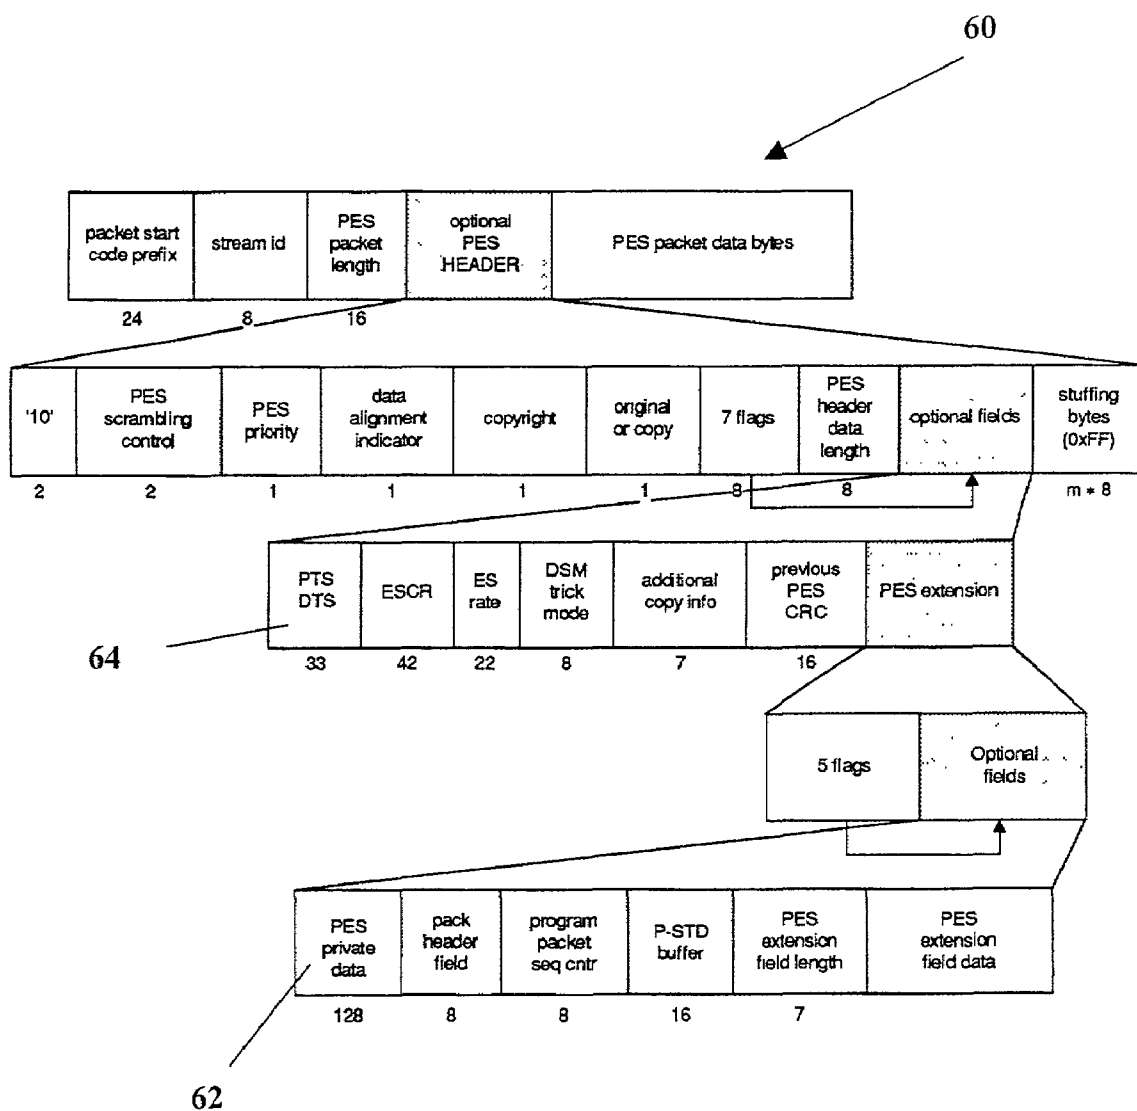 60
packet start
code prefix
stream id
PES
packet
length
optional
PES
HEADER
PES packet data bytes
24
8
16
'10'
PES
scrambling
control
PES
priority
data
alignment
indicator
copyright
original
or copy
7 flags
PES
header
data
length
optional fields
stuffing
bytes
(0xFF)
2
2
1
1
1
1
8
8
m * 8
PTS
DTS
ESCR
ES
rate
DSM
trick
mode
additional
copy info
previous
PES
CRC
PES extension
64
33
42
22
8
7
16
5 flags
Optional
fields
PES
private
data
pack
header
field
program
packet
seq cntr
P-STD
buffer
PES
extension
field length
PES
extension
field data
128
8
8
16
7
62